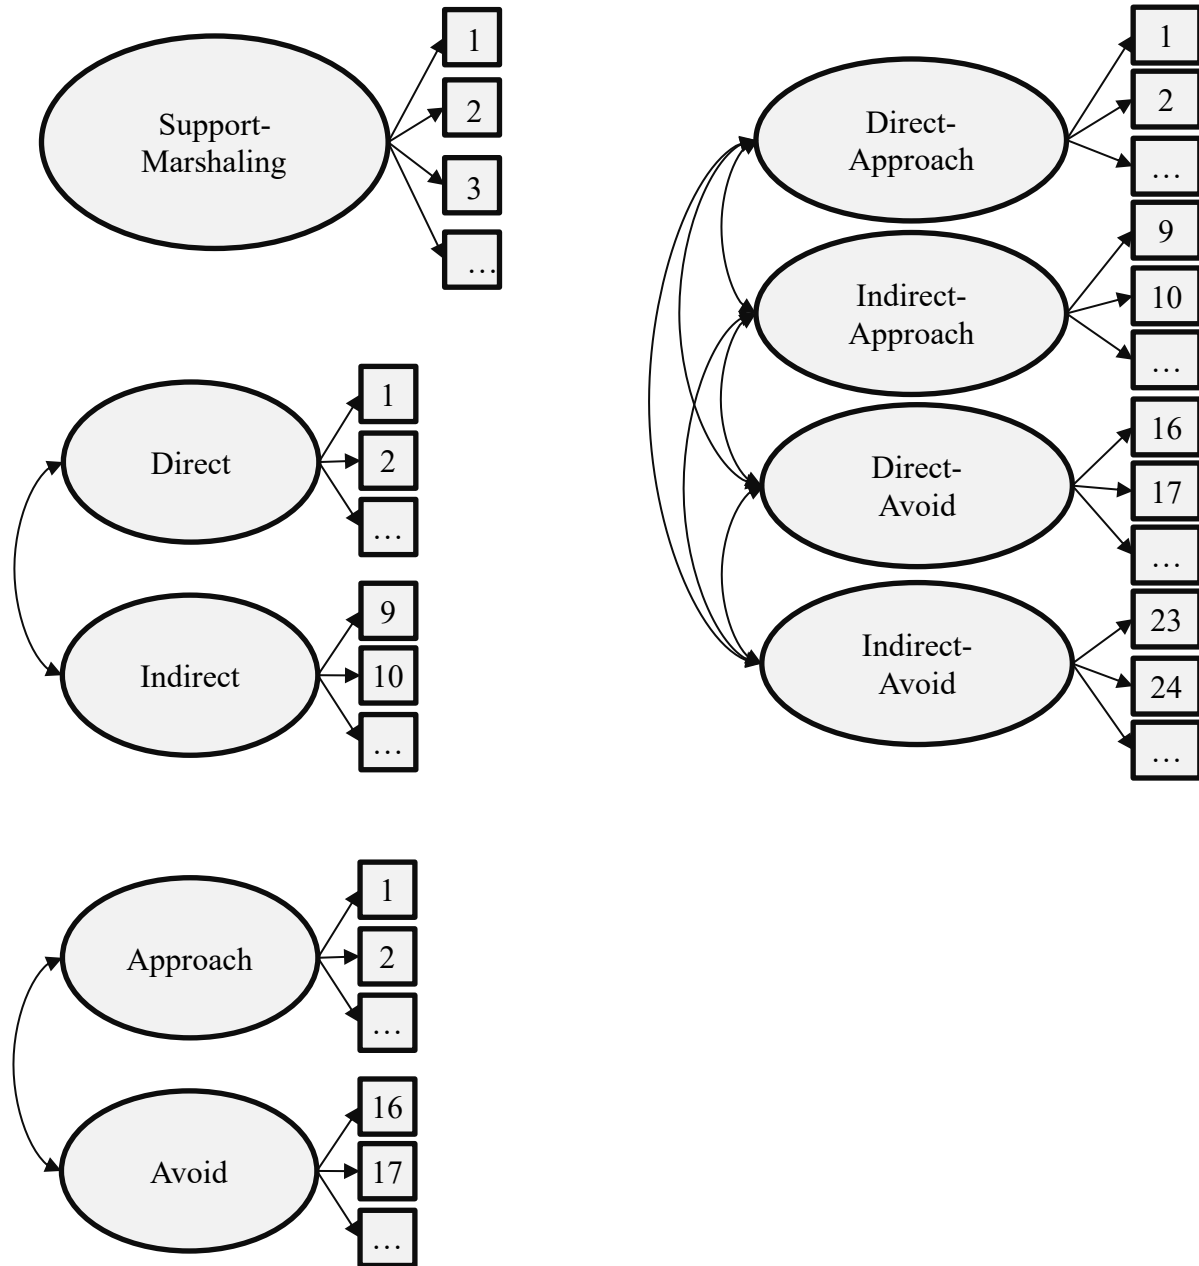 Support-
Marshaling
1
2
3
…
Direct
1
2
…
Indirect
9
10
…
Approach
1
2
…
Avoid
16
17
…
Direct-
Approach
1
2
…
Indirect-
Approach
9
10
…
Direct-
Avoid
16
17
…
Indirect-
Avoid
23
24
…